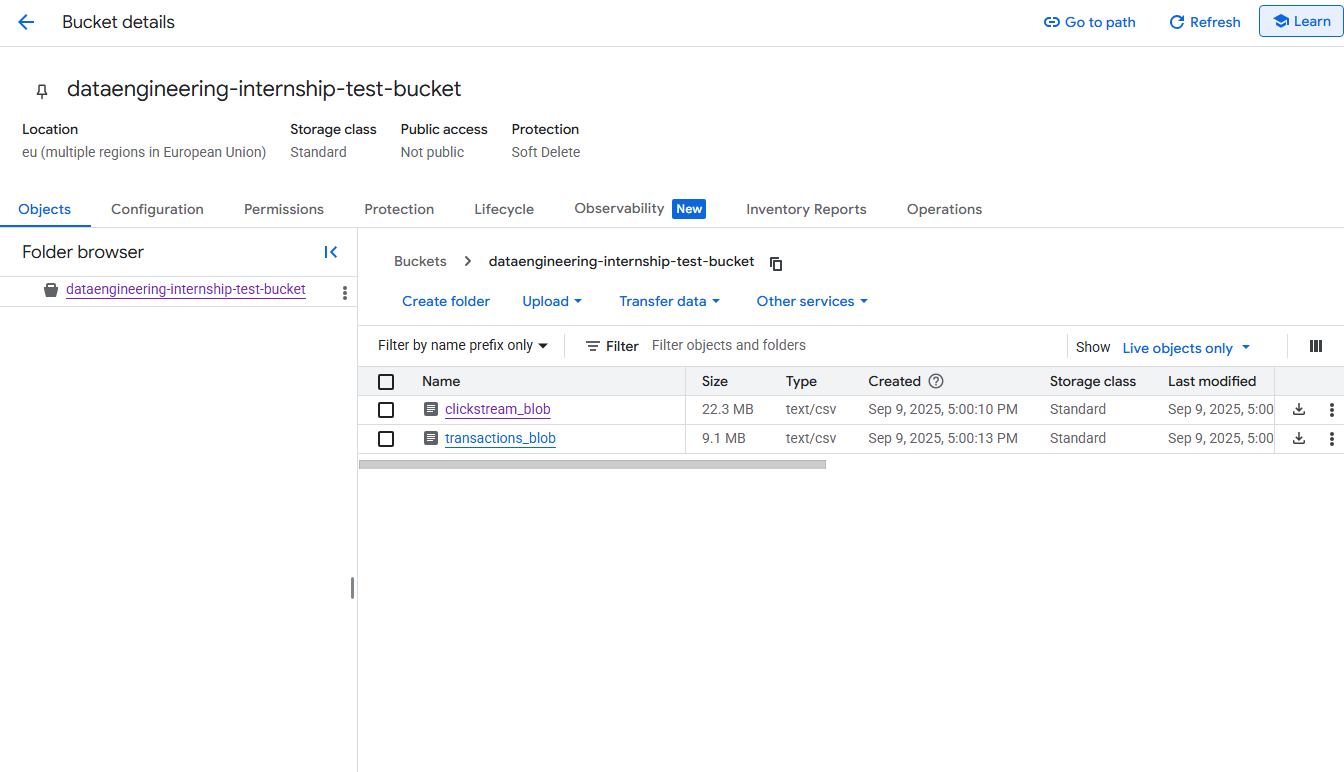 Bucket details
Go to path
Refresh
Learn
dataengineering-internship-test-bucket
Location
Storage class
Public access
Protection
eu (multiple regions in European Union)
Standard
Not public
Soft Delete
Objects
Configuration
Permissions
Protection
Lifecycle
Observability
New
Inventory Reports
Operations
Folder browser
dataengineering-internship-test-bucket
Buckets
dataengineering-internship-test-bucket
Create folder
Upload
Transfer data
Other services
Filter by name prefix only
Filter
Filter objects and folders
Show
Live objects only
Name
Size
Type
Created
Storage class
Last modified
clickstream_blob
22.3 MB
text/csv
Sep 9, 2025, 5:00:10 PM
Standard
Sep 9, 2025, 5:00
transactions_blob
9.1 MB
text/csv
Sep 9, 2025, 5:00:13 PM
Standard
Sep 9, 2025, 5:00